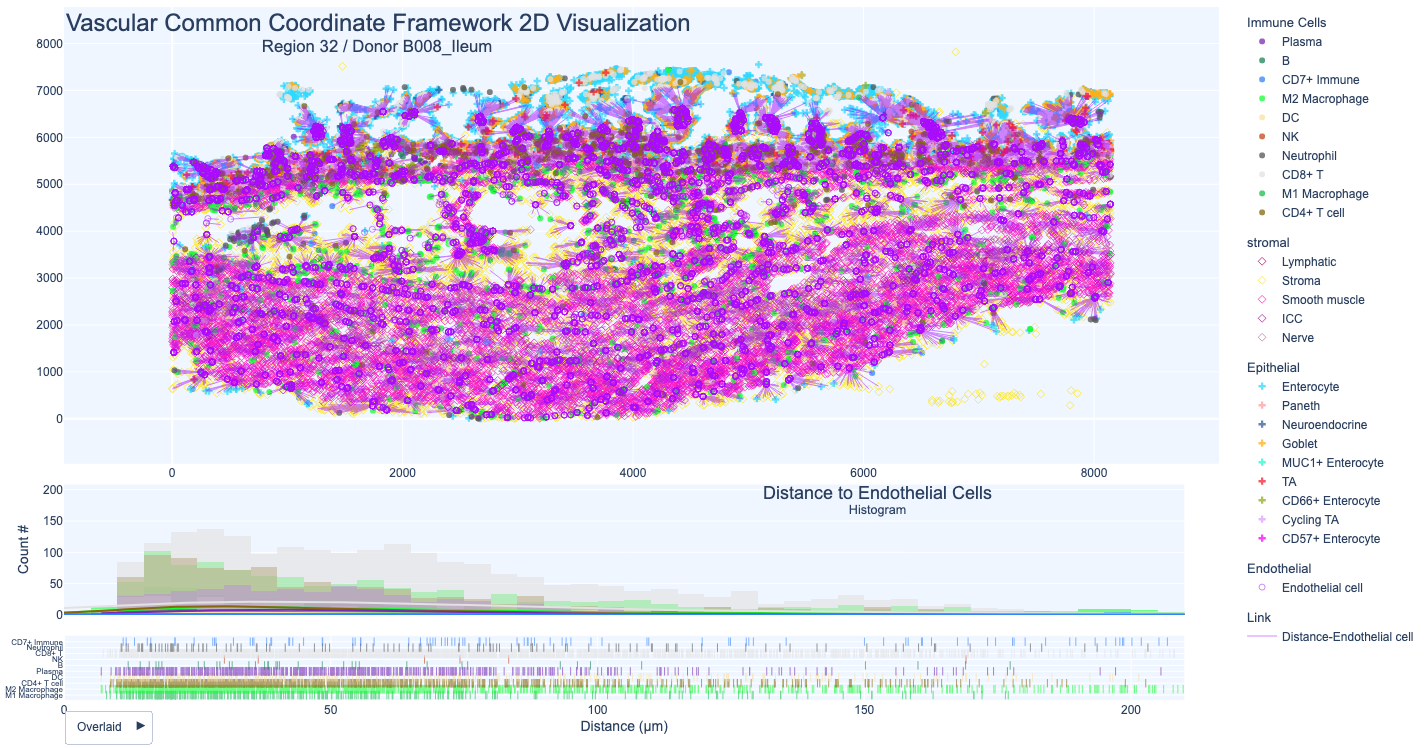 Vascular Common Coordinate Framework 2D Visualization
Region 32 / Donor B008_Ileum
8000
7000
6000
5000
4000
3000
2000
1000
0
0 2000 4000 6000 8000
Immune Cells
Plasma
B
CD7+ Immune
M2 Macrophage
DC
NK
Neutrophil
CD8+ T
M1 Macrophage
CD4+ T cell
stromal
Lymphatic
Stroma
Smooth muscle
ICC
Nerve
Epithelial
Enterocyte
Paneth
Neuroendocrine
Goblet
MUC1+ Enterocyte
TA
CD66+ Enterocyte
Cycling TA
CD57+ Enterocyte
Endothelial
Endothelial cell
Link
Distance-Endothelial cell
Distance to Endothelial Cells
Histogram
Count #
200
150
100
50
0
CD7+ Immune
Neutrophil
CD8+ T
NK
B
Plasma
DC
CD4+ T cell
M2 Macrophage
M1 Macrophage
0 50 100 150 200
Distance (μm)
Overlaid ▶